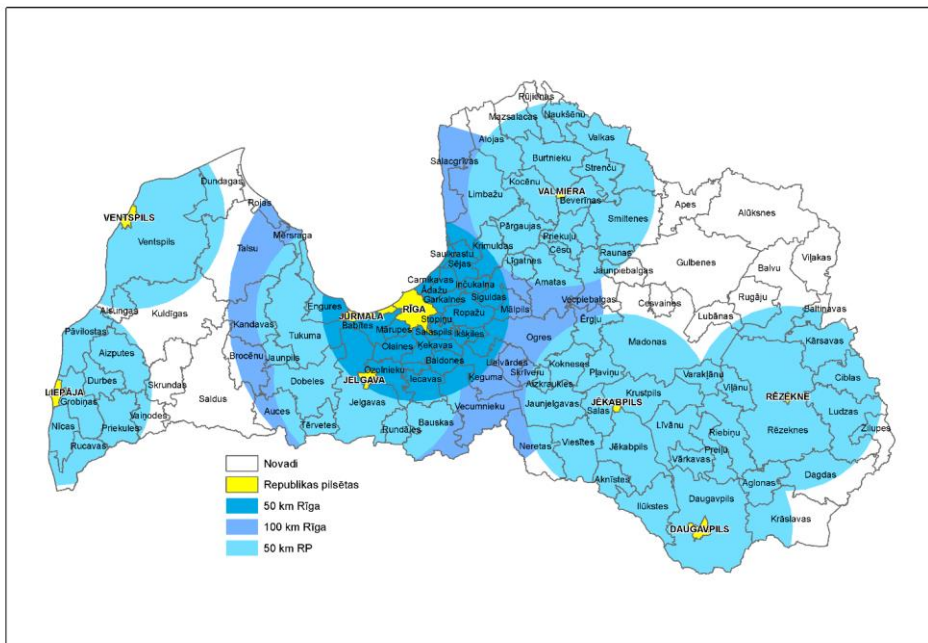 Rūjienas
Mazsalacas
Naukšēnu
Alojas
Valkas
Salacgrīvas
Burtnieku
Strenču
Dundagas
Limbažu
Kocēnu
VALMIERA
Beverīnas
Apes
Alūksnes
Rojas
VENTSPILS
Smiltenes
Mērsraga
Pārgaujas
Priekuļu
Ventspils
Talsu
Krimuldas
Cēsu
Raunas
Viļakas
Saulkrastu
Sējas
Līgatnes
Gulbenes
Balvu
Jaunpiebalgas
Carnikavas
Inčukalna
Amatas
Ādažu
Siguldas
Engures
Garkalnes
Vecpiebalgas
Rugāju
Alsungas
Kuldīgas
RĪGA
Ropažu
Mālpils
Cesvaines
Lubānas
Baltinavas
JŪRMALA
Stopiņu
Ērgļu
Kandavas
Babītes
Mārupes
Salaspils
Ikšķiles
Pāvilostas
Tukuma
Ogres
Madonas
Kārsavas
Olaines
Ķekavas
Aizputes
Brocēnu
Jaunpils
Baldones
Lielvārdes
Skrīveru
Kokneses
Pļaviņu
Varakļānu
Viļānu
Ciblas
Ozolnieku
Ķeguma
Aizkraukles
Durbes
Skrundas
Dobeles
JELGAVA
Iecavas
Krustpils
RĒZEKNE
LIEPĀJA
Grobiņas
Saldus
Jelgavas
Jaunjelgavas
JĒKABPILS
Salas
Ludzas
Vaiņodes
Auces
Vecumnieku
Līvānu
Riebiņu
Rēzeknes
Zilupes
Nīcas
Priekules
Tērvetes
Bauskas
Rundāles
Neretas
Viesītes
Jēkabpils
Preiļu
Rucavas
Vārkavas
Dagdas
Aknīstes
Aglonas
Ilūkstes
Daugavpils
Krāslavas
DAUGAVPILS
Novadi
Republikas pilsētas
50 km Rīga
100 km Rīga
50 km RP